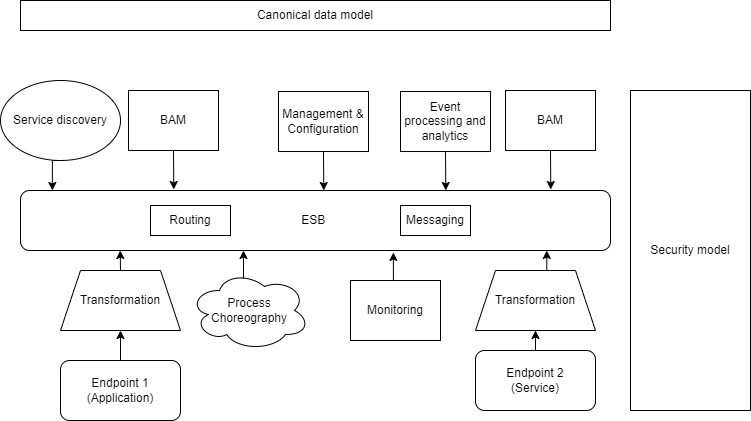 Canonical data model
Service discovery
BAM
Management &
Configuration
Event
processing and
analytics
BAM
Routing
ESB
Messaging
Security model
Transformation
Process
Choreography
Monitoring
Transformation
Endpoint 1
(Application)
Endpoint 2
(Service)